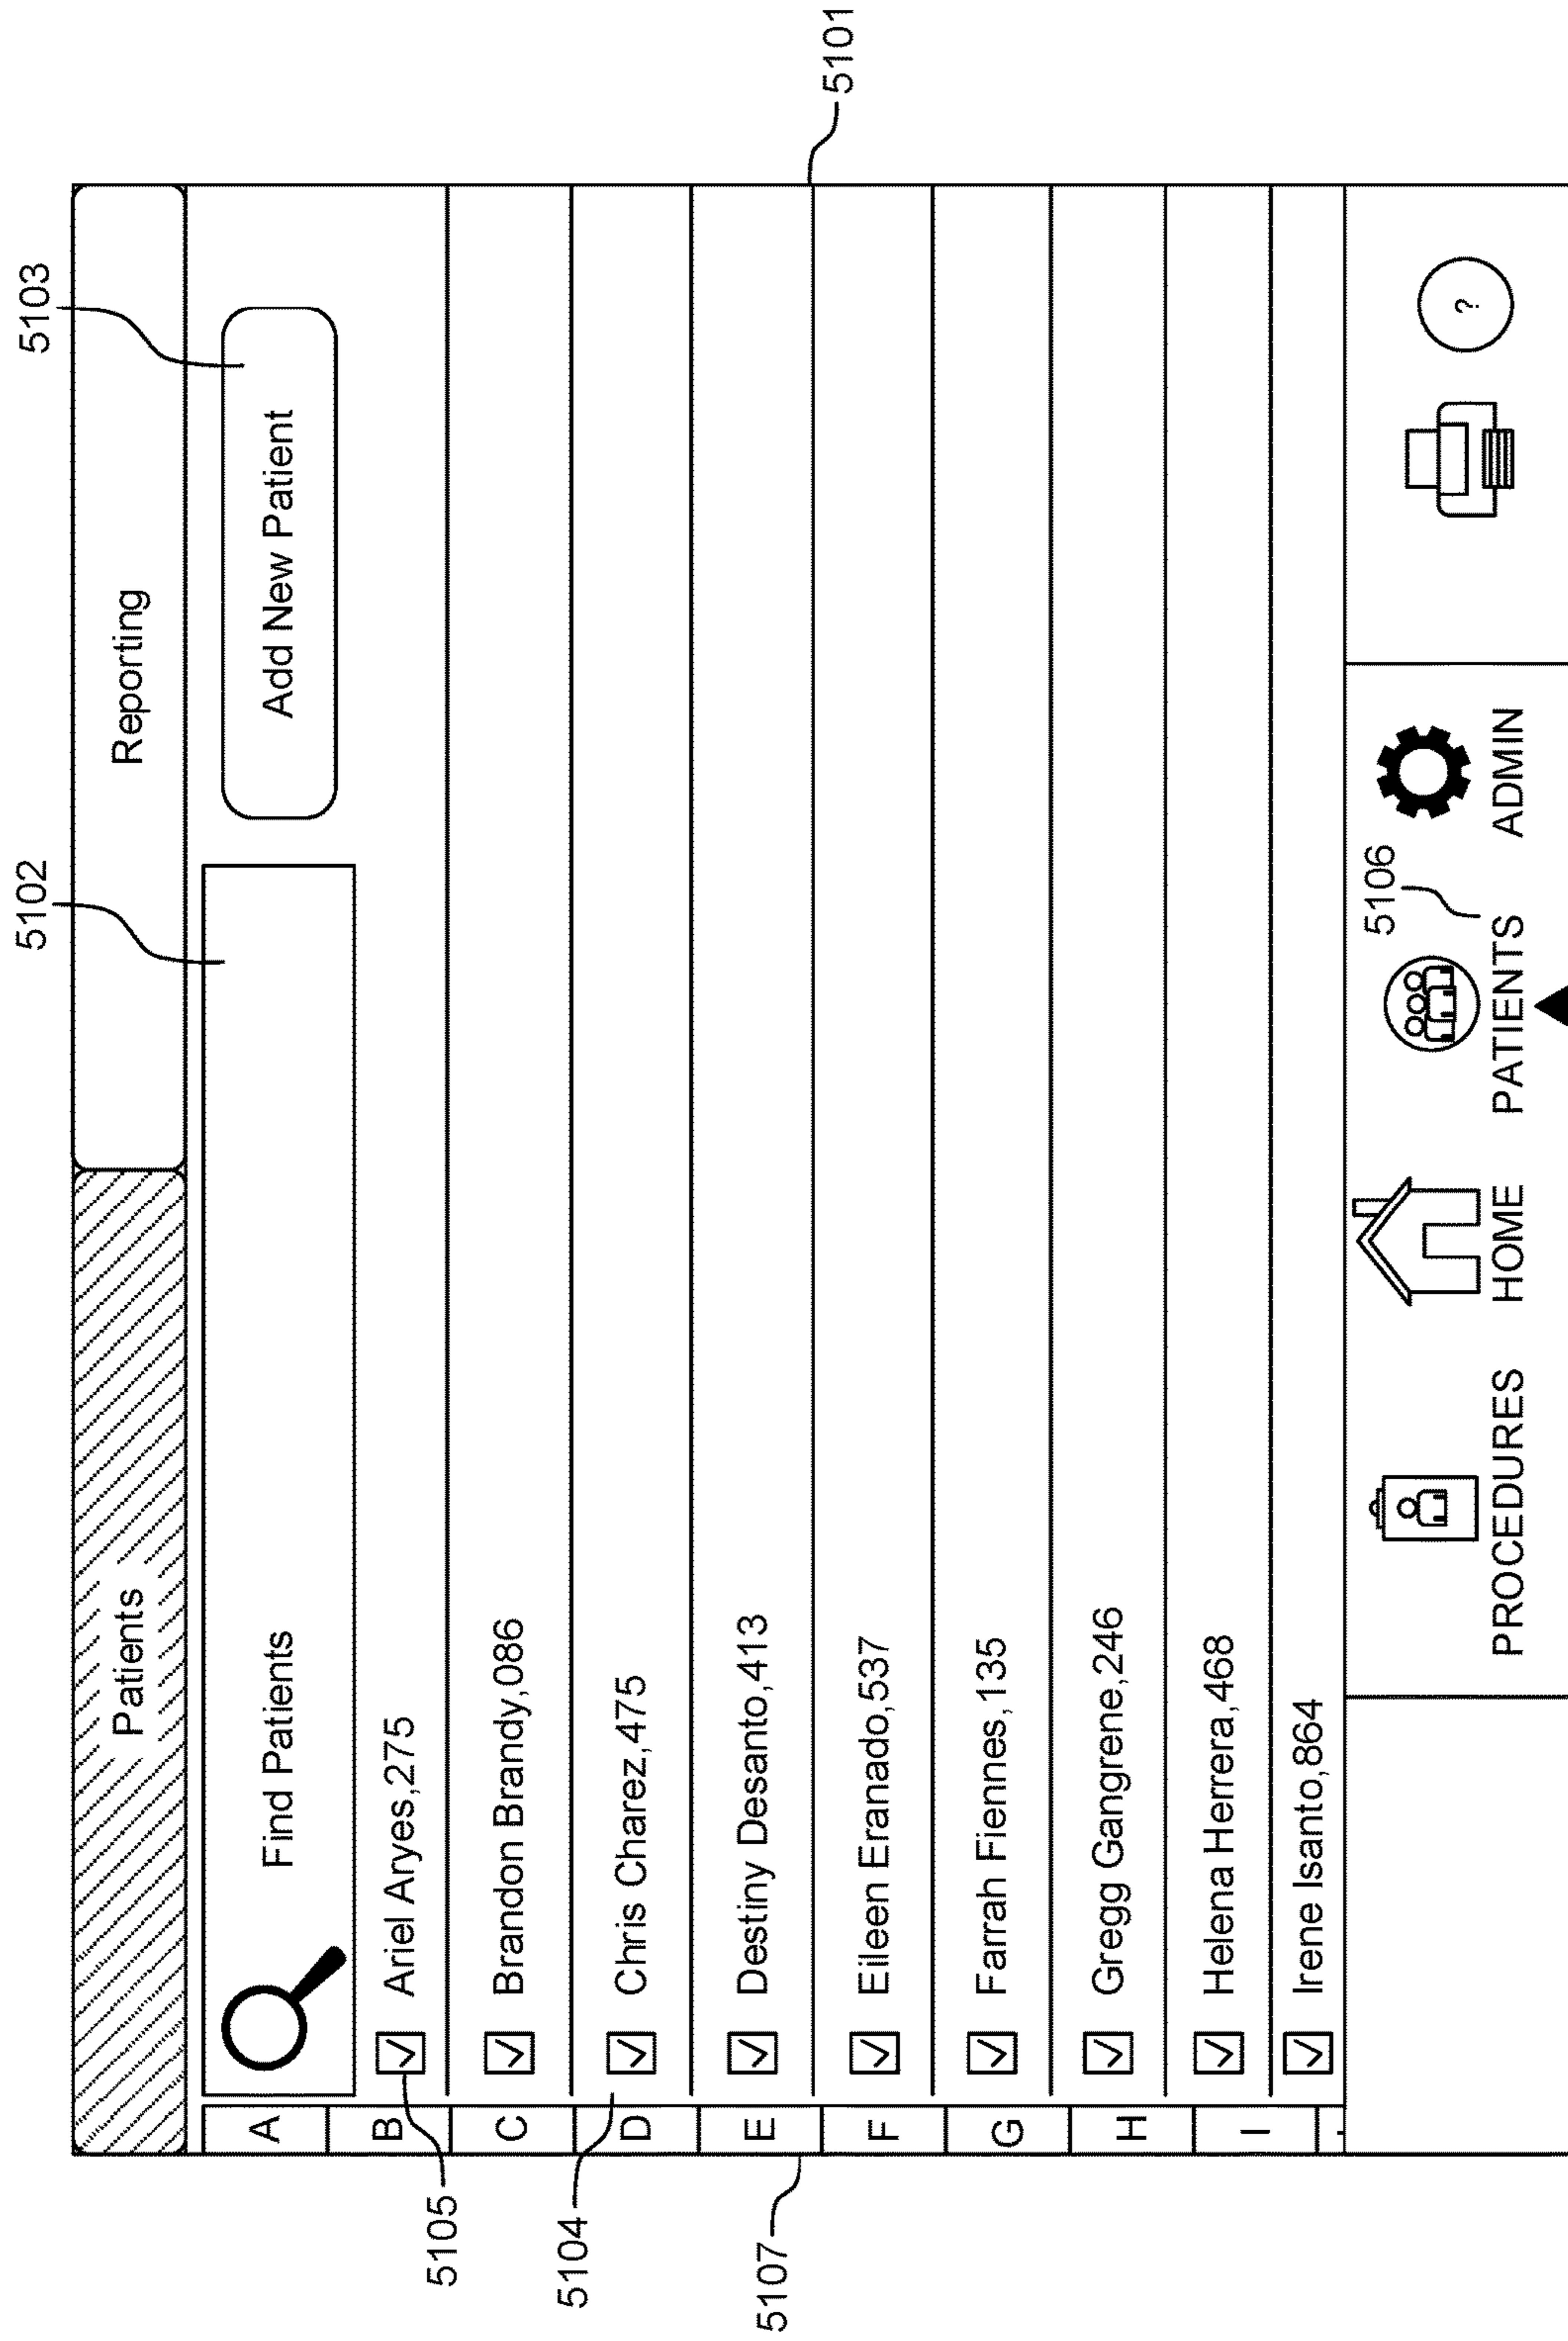 5102
5103
Patients
Reporting
Find Patients
Add New Patient
A
B
C
D
E
F
G
H
I
5105
5104
5107
5101
Ariel Aryes,275
Brandon Brandy,086
Chris Charez,475
Destiny Desanto,413
Eileen Eranado,537
Farrah Fiennes,135
Gregg Gangrene,246
Helena Herrera,468
Irene Isanto,864
5106
PROCEDURES
HOME
PATIENTS
ADMIN
?